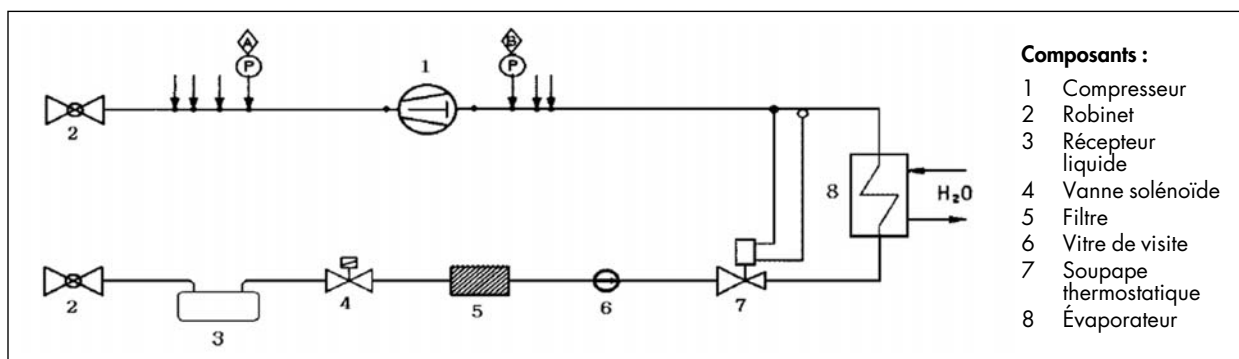 A
B
P
P
1
2
8
H₂O
2
3
4
5
6
7
Composants :
1 Compresseur
2 Robinet
3 Récepteur
liquide
4 Vanne solénoïde
5 Filtre
6 Vitre de visite
7 Soupape
thermostatique
8 Évaporateur